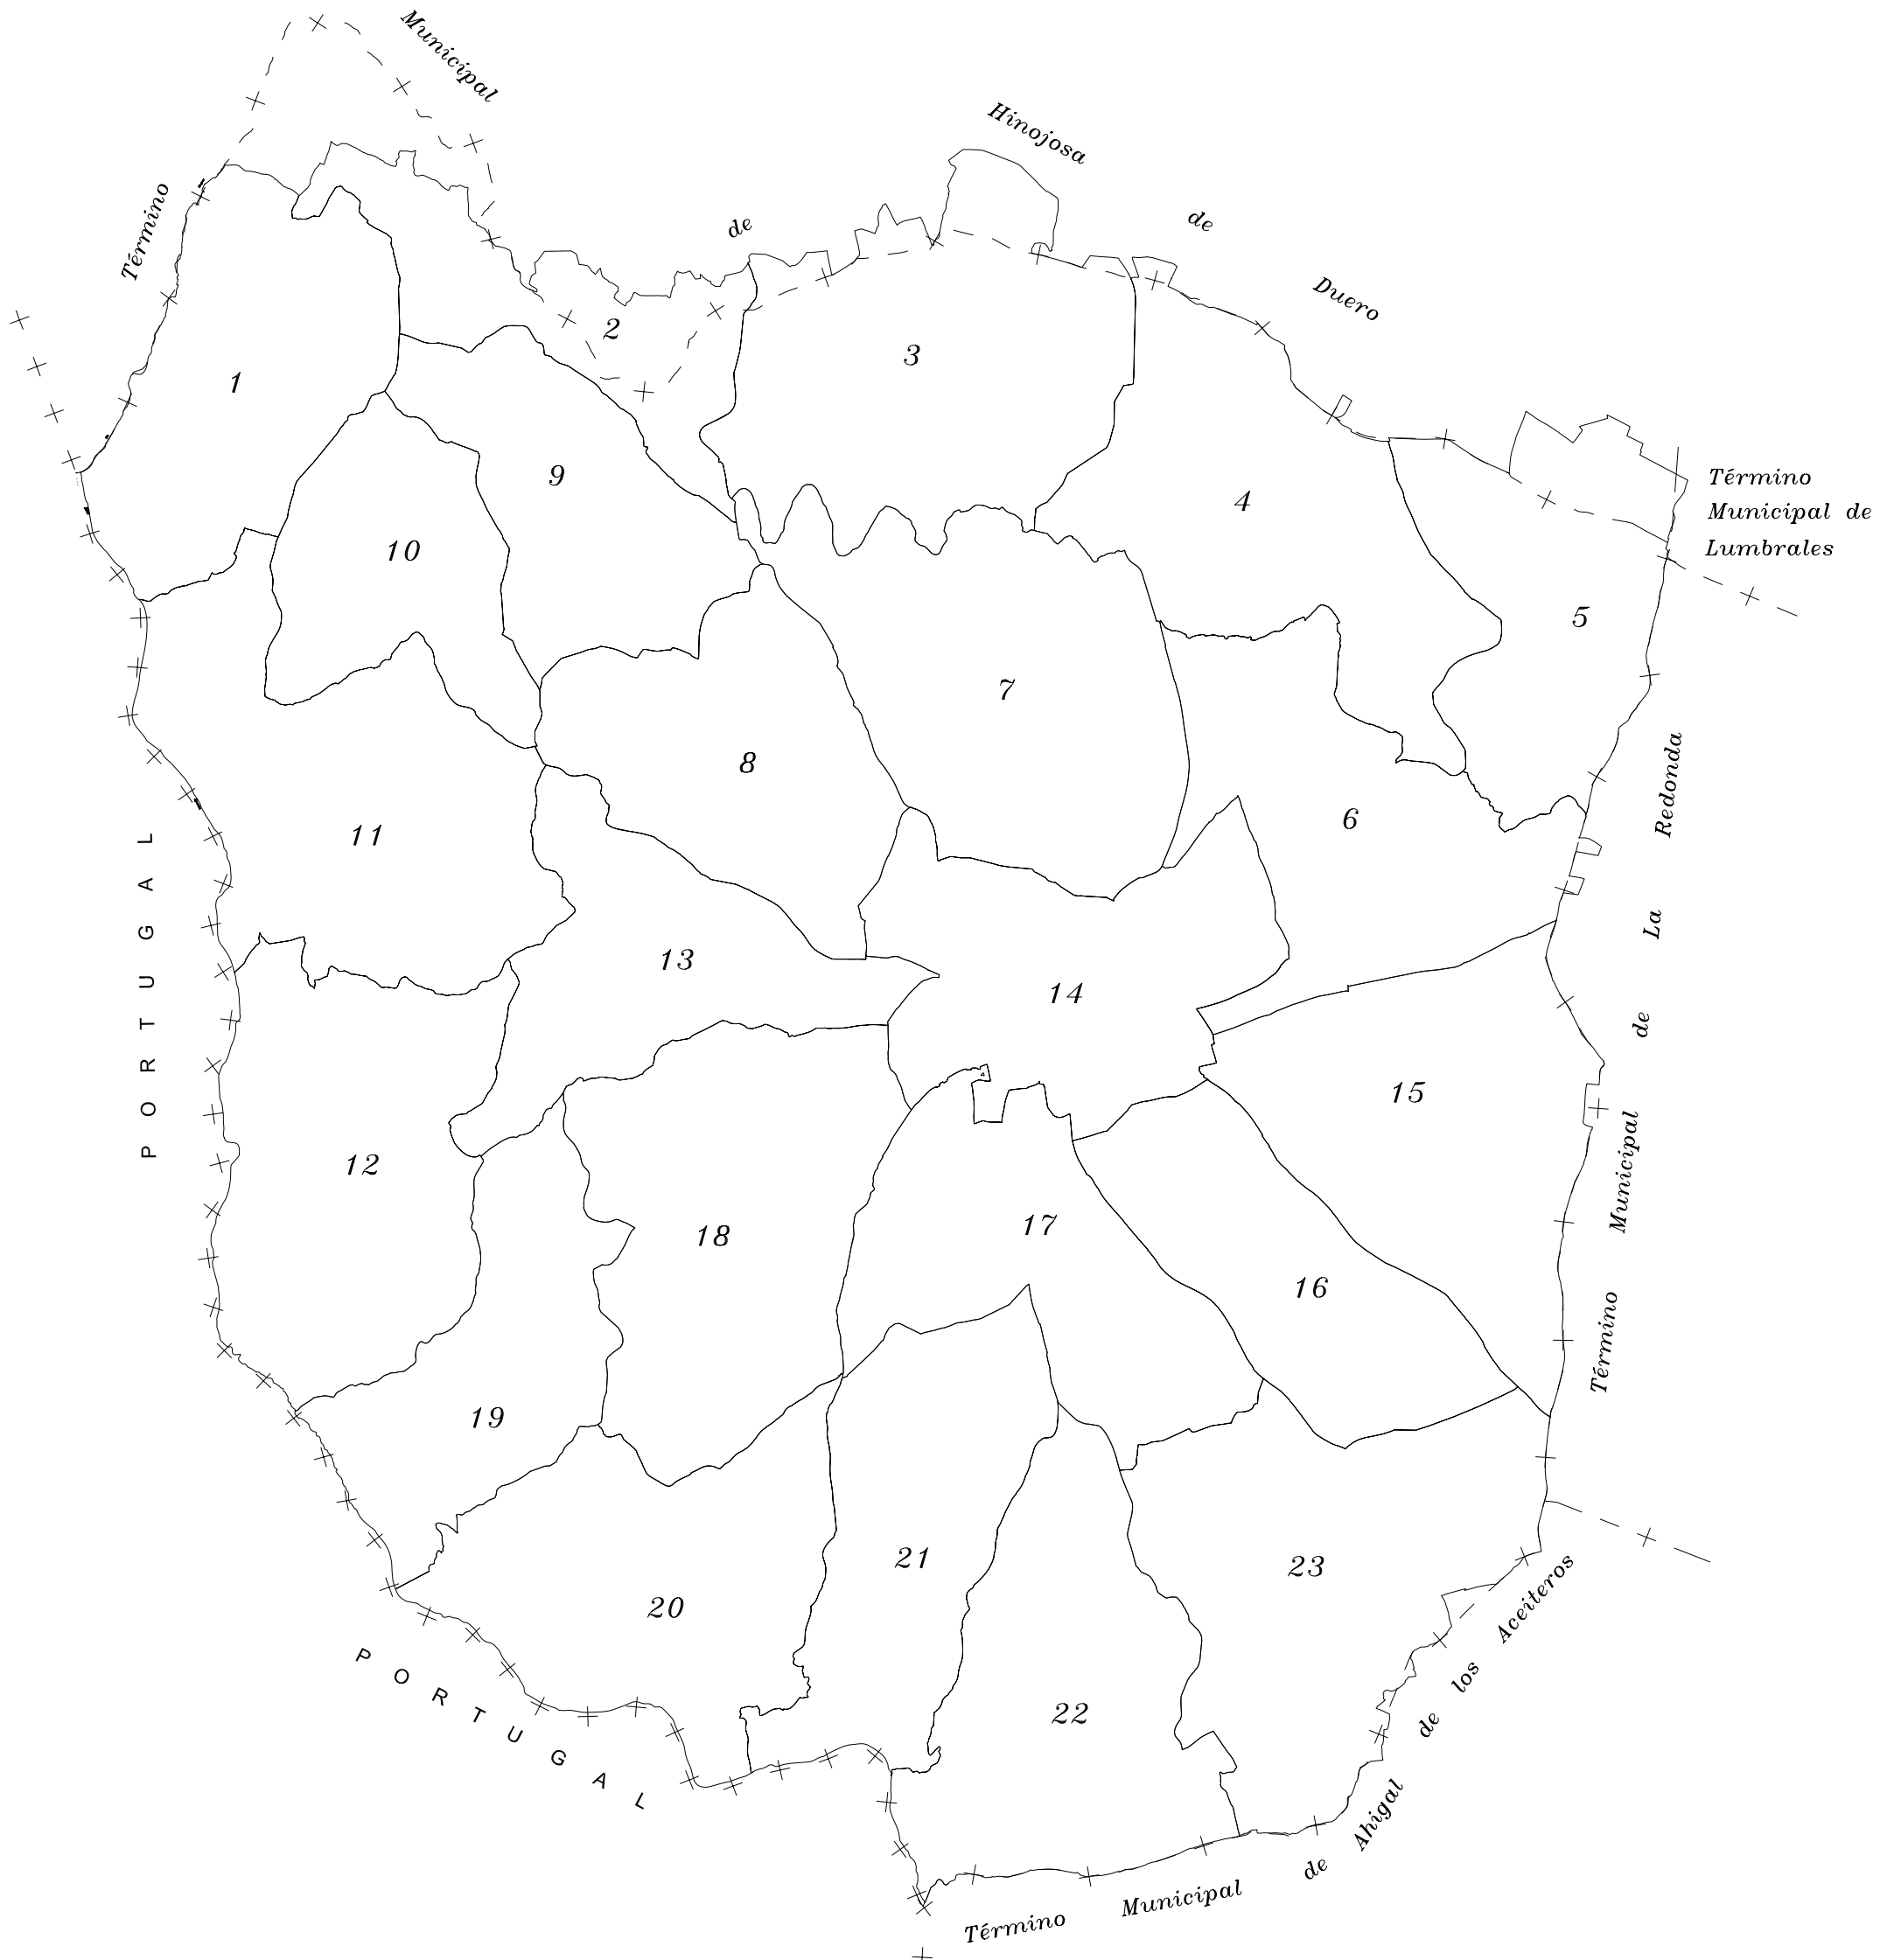 Término Municipal de Hinojosa de Duero
Término
Municipal de
Lumbrales
1
2
3
4
5
6
7
8
9
10
11
12
13
14
15
16
17
18
19
20
21
22
23
PORTUGAL
PORTUGAL
Término Municipal de La Redonda
Término Municipal de Ahigal de los Aceiteros